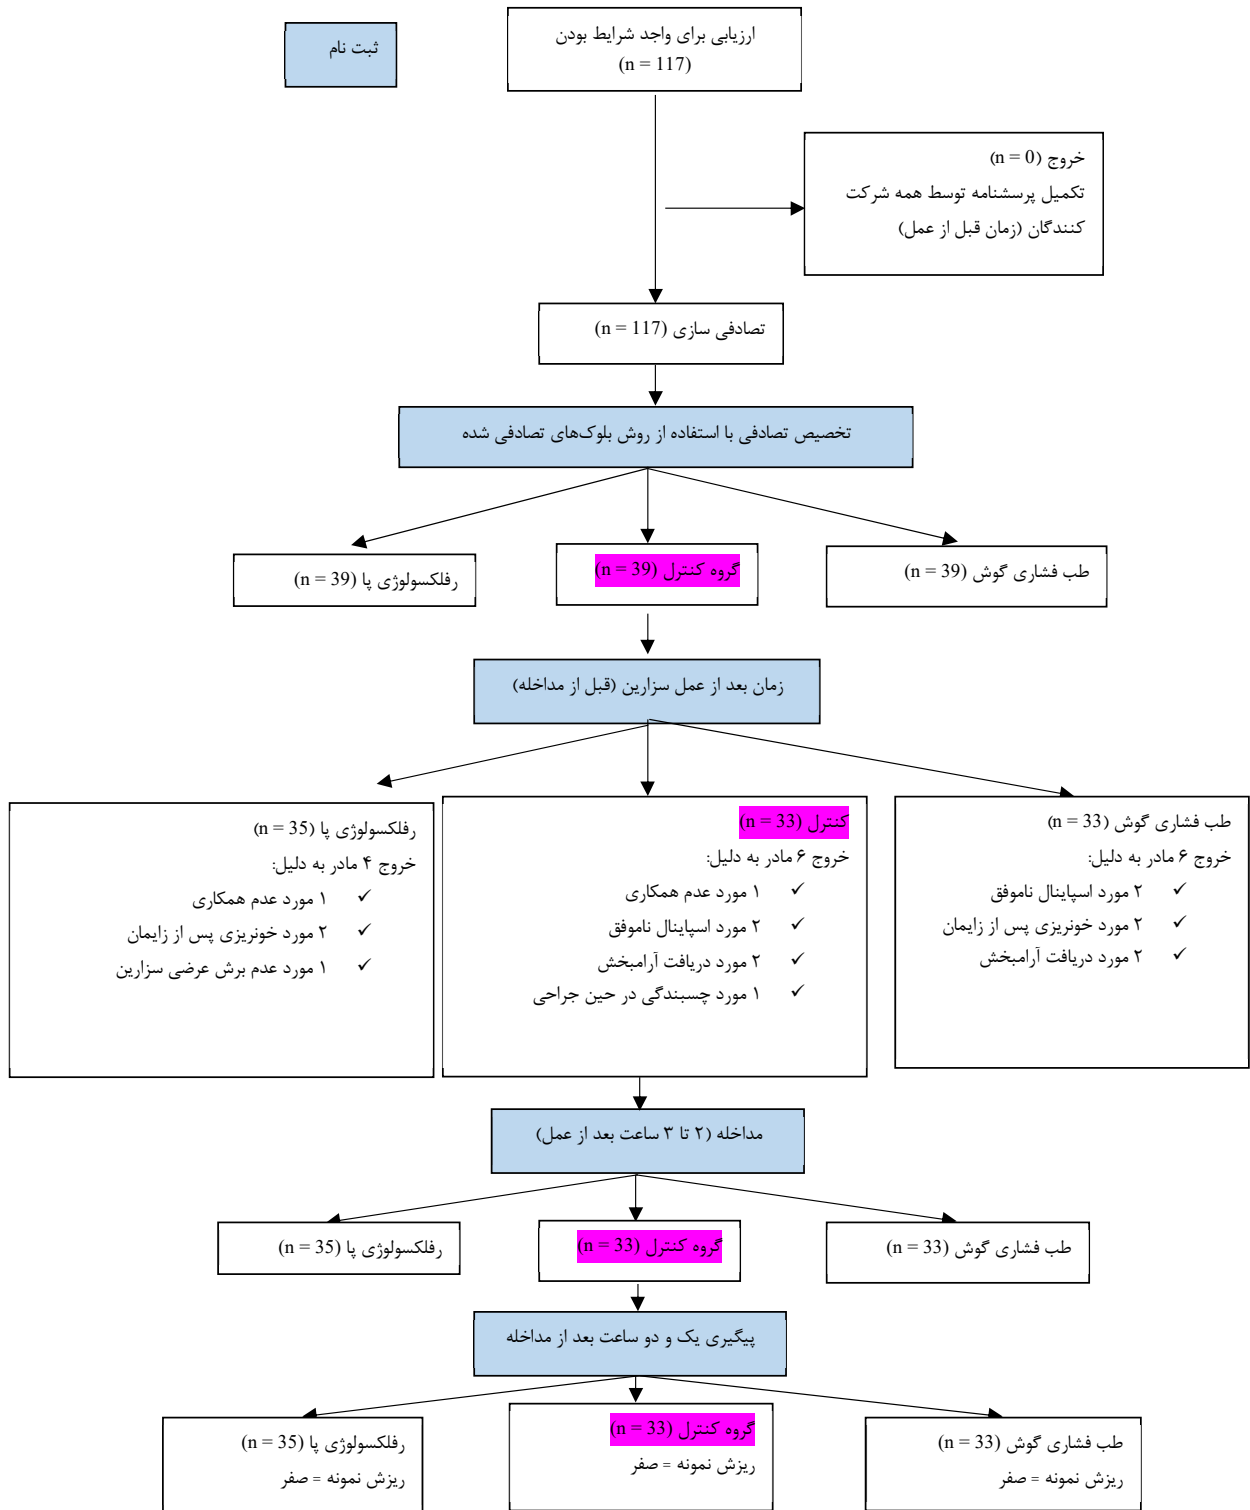 ثبت نام
ارزیابی برای واجد شرایط بودن
(n = 117)
خروج (n = 0)
تکمیل پرسشنامه توسط همه شرکت
کنندگان (زمان قبل از عمل)
تصادفی سازی (n = 117)
تخصیص تصادفی با استفاده از روش بلوک‌های تصادفی شده
طب فشاری گوش (n = 39)
گروه کنترل (n = 39)
رفلکسولوژی پا (n = 39)
زمان بعد از عمل سزارین (قبل از مداخله)
طب فشاری گوش (n = 33)
خروج ۶ مادر به دلیل:
✓ ۲ مورد اسپاینال ناموفق
✓ ۲ مورد خونریزی پس از زایمان
✓ ۲ مورد دریافت آرامبخش
کنترل (n = 33)
خروج ۶ مادر به دلیل:
✓ ۱ مورد عدم همکاری
✓ ۲ مورد اسپاینال ناموفق
✓ ۲ مورد دریافت آرامبخش
✓ ۱ مورد چسبندگی در حین جراحی
رفلکسولوژی پا (n = 35)
خروج ۴ مادر به دلیل:
✓ ۱ مورد عدم همکاری
✓ ۲ مورد خونریزی پس از زایمان
✓ ۱ مورد عدم برش عرضی سزارین
مداخله (۲ تا ۳ ساعت بعد از عمل)
طب فشاری گوش (n = 33)
گروه کنترل (n = 33)
رفلکسولوژی پا (n = 35)
پیگیری یک و دو ساعت بعد از مداخله
طب فشاری گوش (n = 33)
ریزش نمونه = صفر
گروه کنترل (n = 33)
ریزش نمونه = صفر
رفلکسولوژی پا (n = 35)
ریزش نمونه = صفر